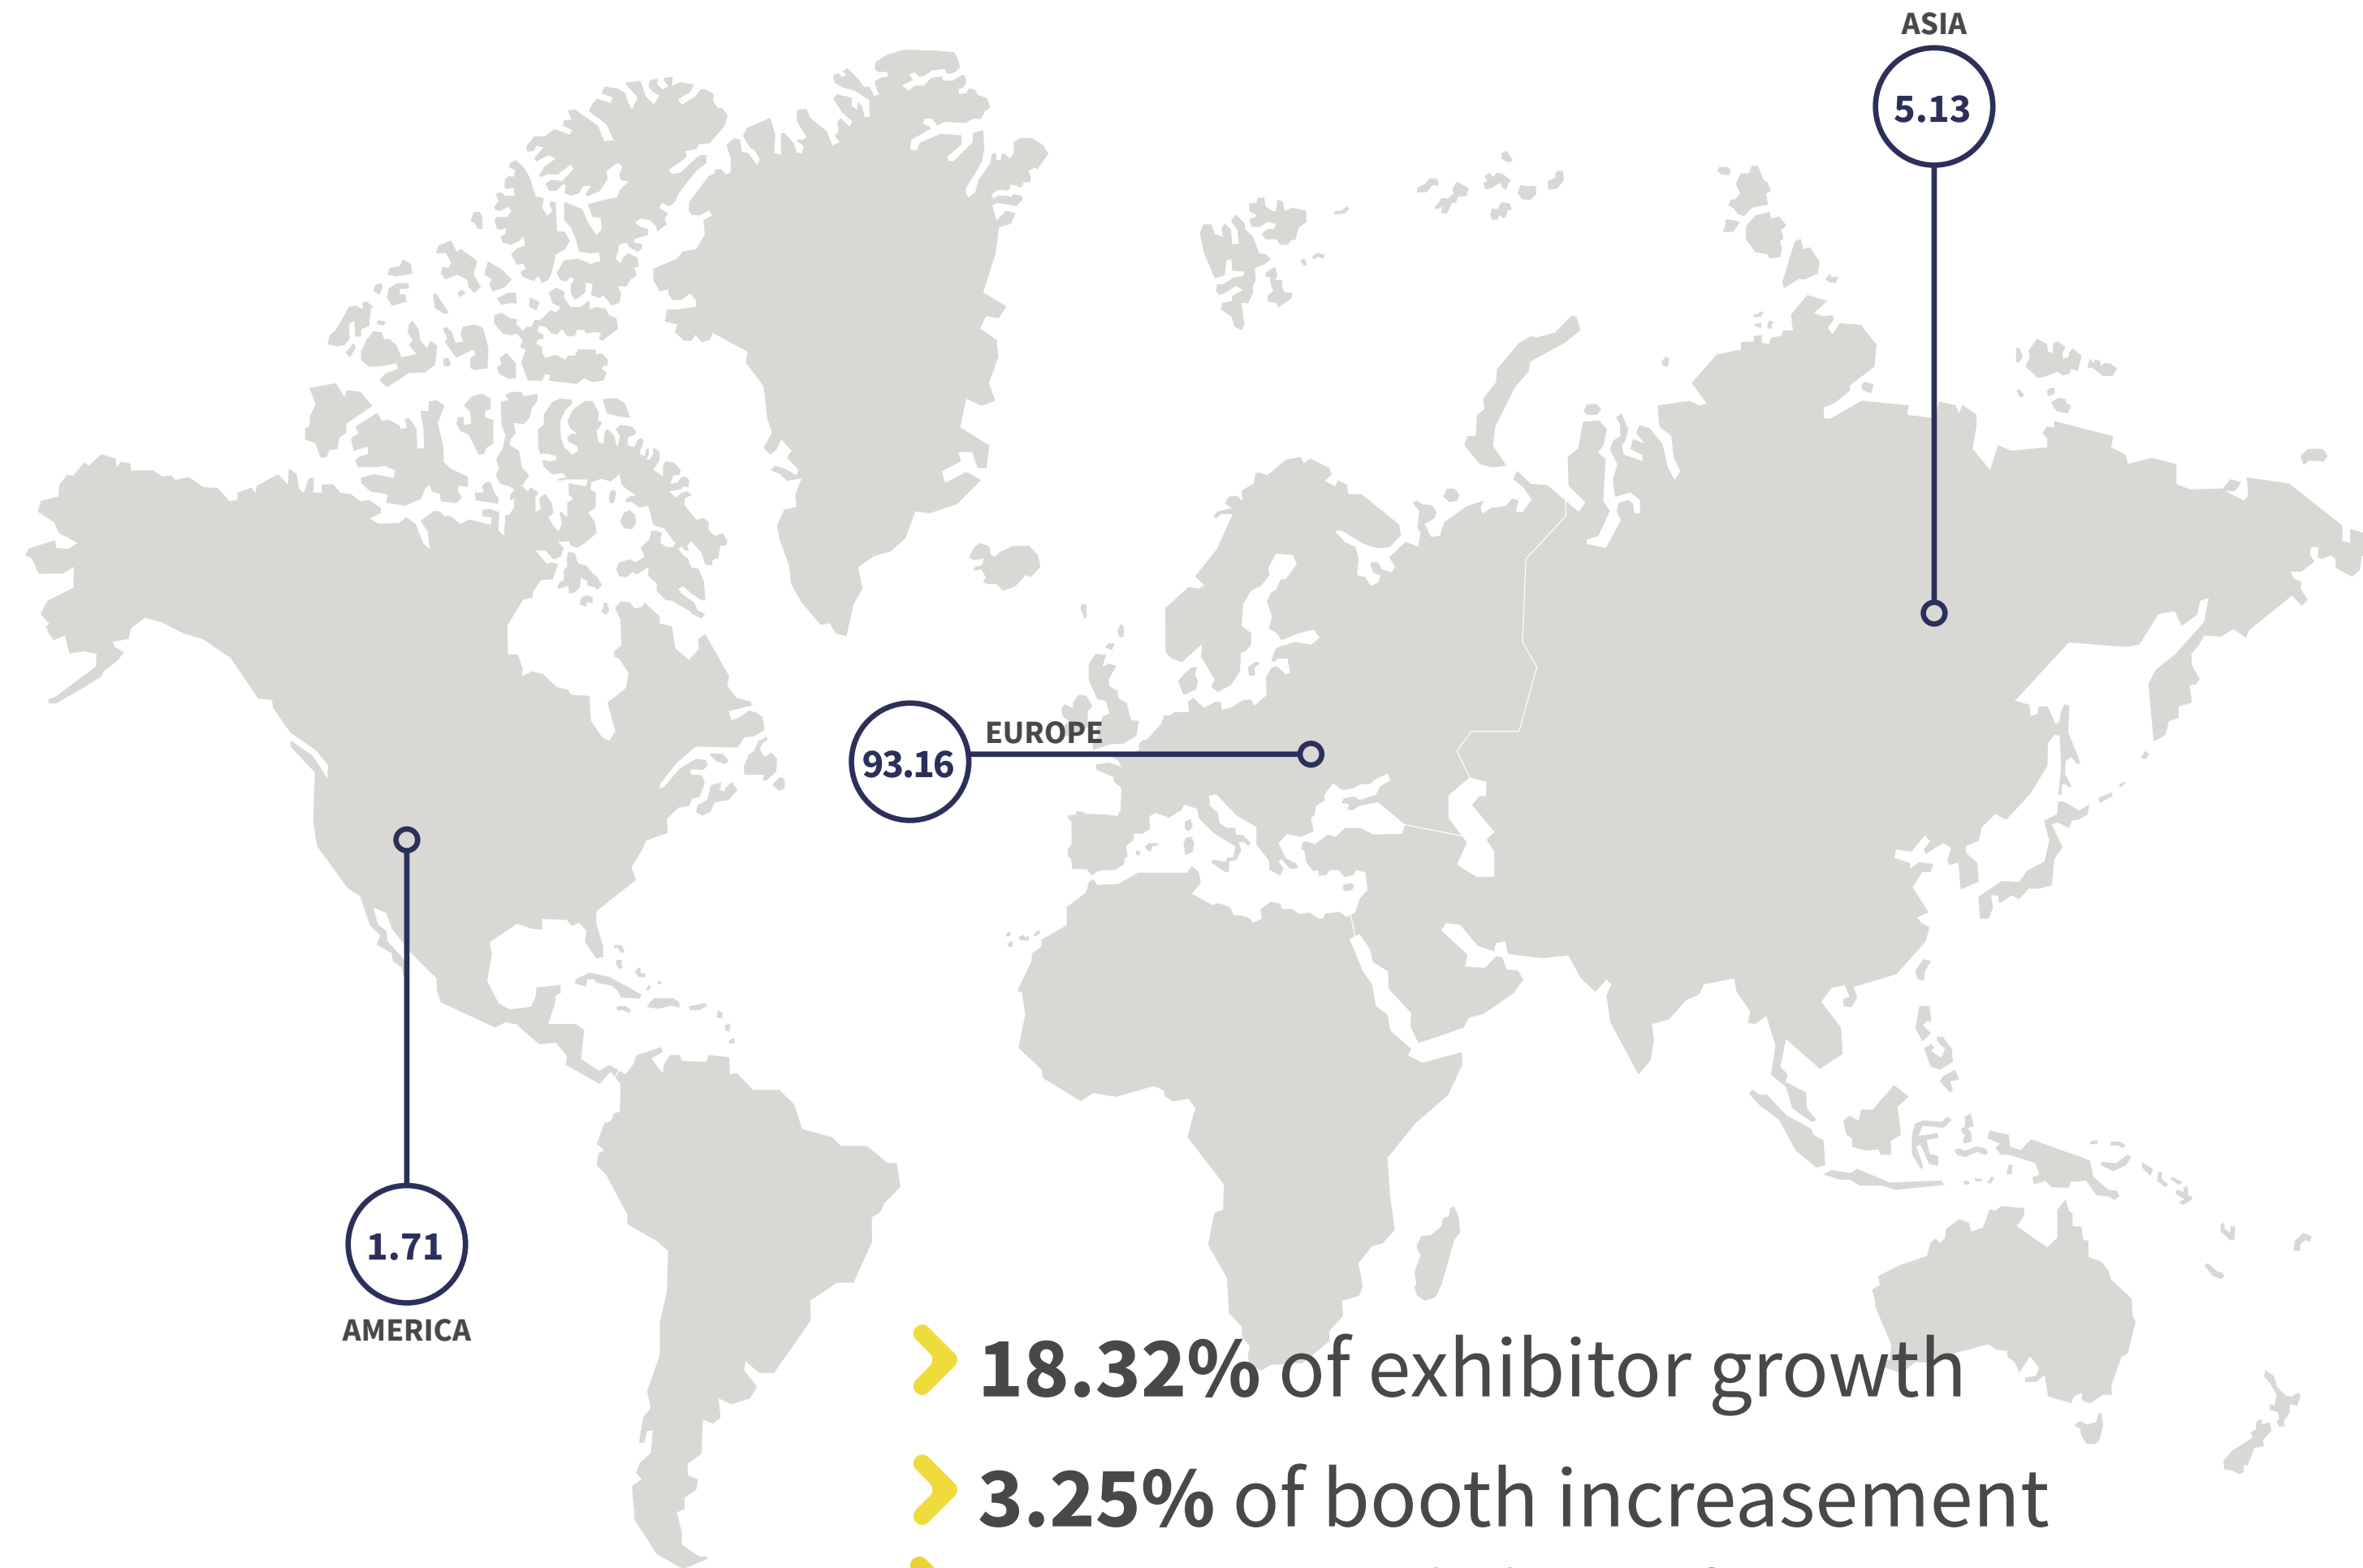 ASIA
5.13
EUROPE
93.16
1.71
AMERICA
18.32% of exhibitor growth
3.25% of booth increasement